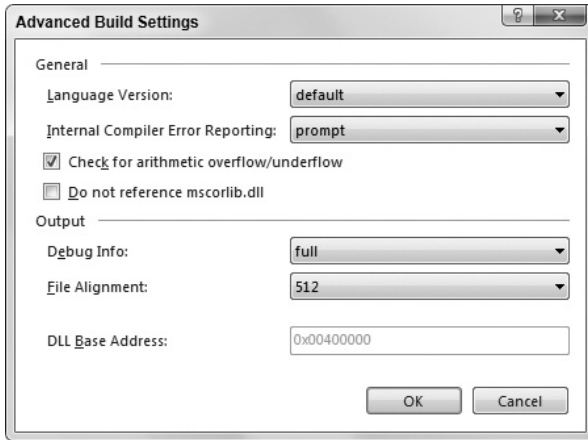 Advanced Build Settings
?
General
Language Version: default
Internal Compiler Error Reporting: prompt
Check for arithmetic overflow/underflow
Do not reference mscorlib.dll
Output
Debug Info: full
File Alignment: 512
DLL Base Address: 0x00400000
OK Cancel